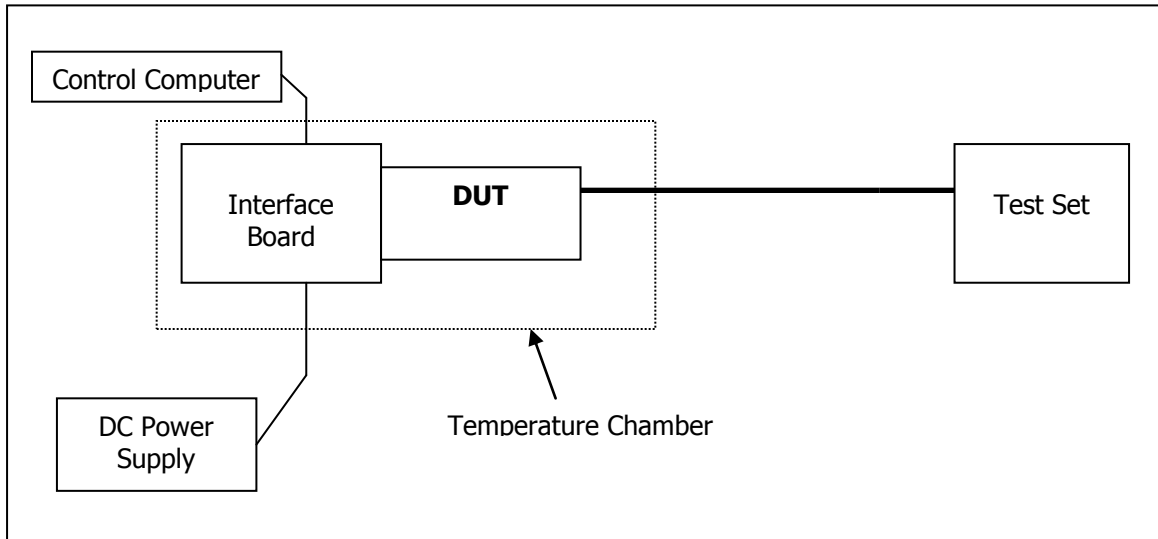 Control Computer
Interface
Board
DUT
Test Set
DC Power
Supply
Temperature Chamber